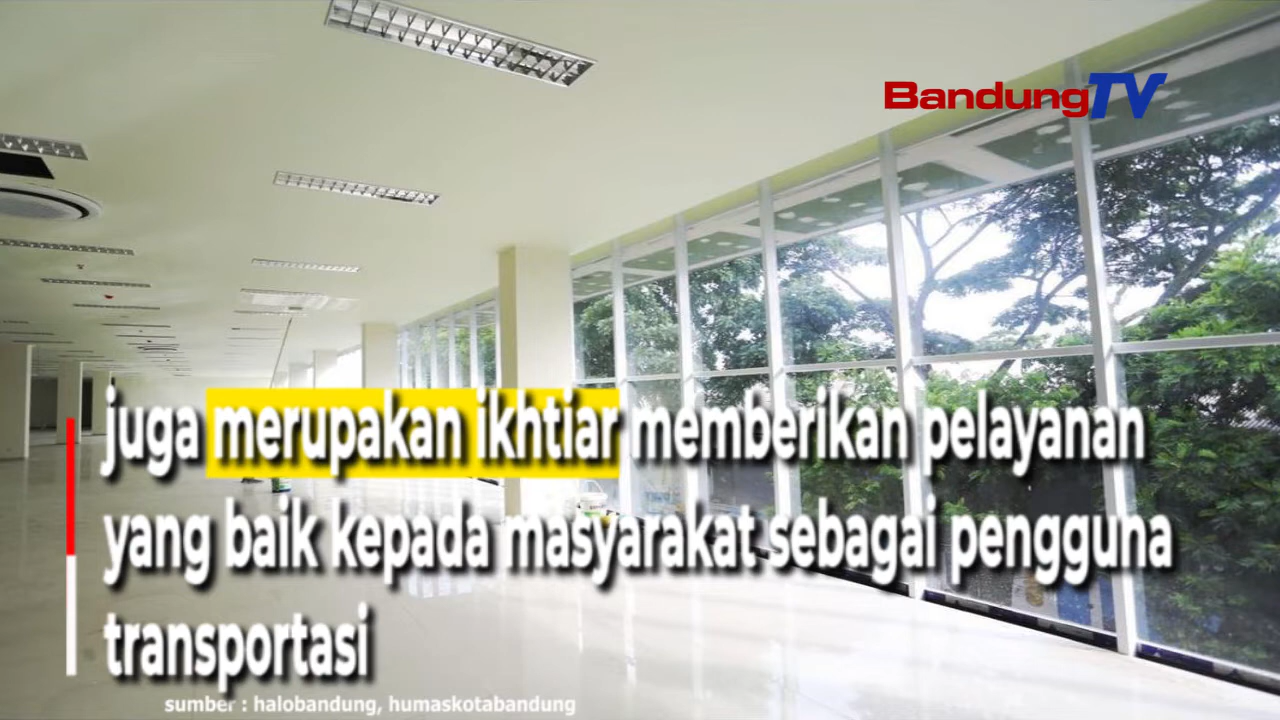 BandungTV
juga merupakan ikhtiar memberikan pelayanan
yang baik kepada masyarakat sebagai pengguna
transportasi
sumber : halobandung, humaskotabandung